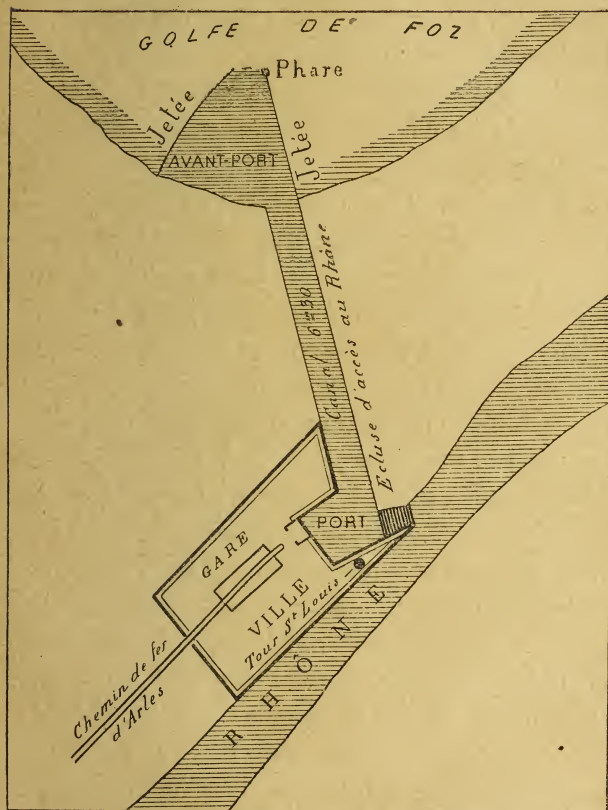 GOLFE DE FOZ
Phare
Jetée
Jetée
AVANT-PORT
Canal 6m50
Ecluse d'accès au Rhône
PORT
GARE
VILLE
Tour St Louis
RHÔNE
Chemin de fer
d'Arles